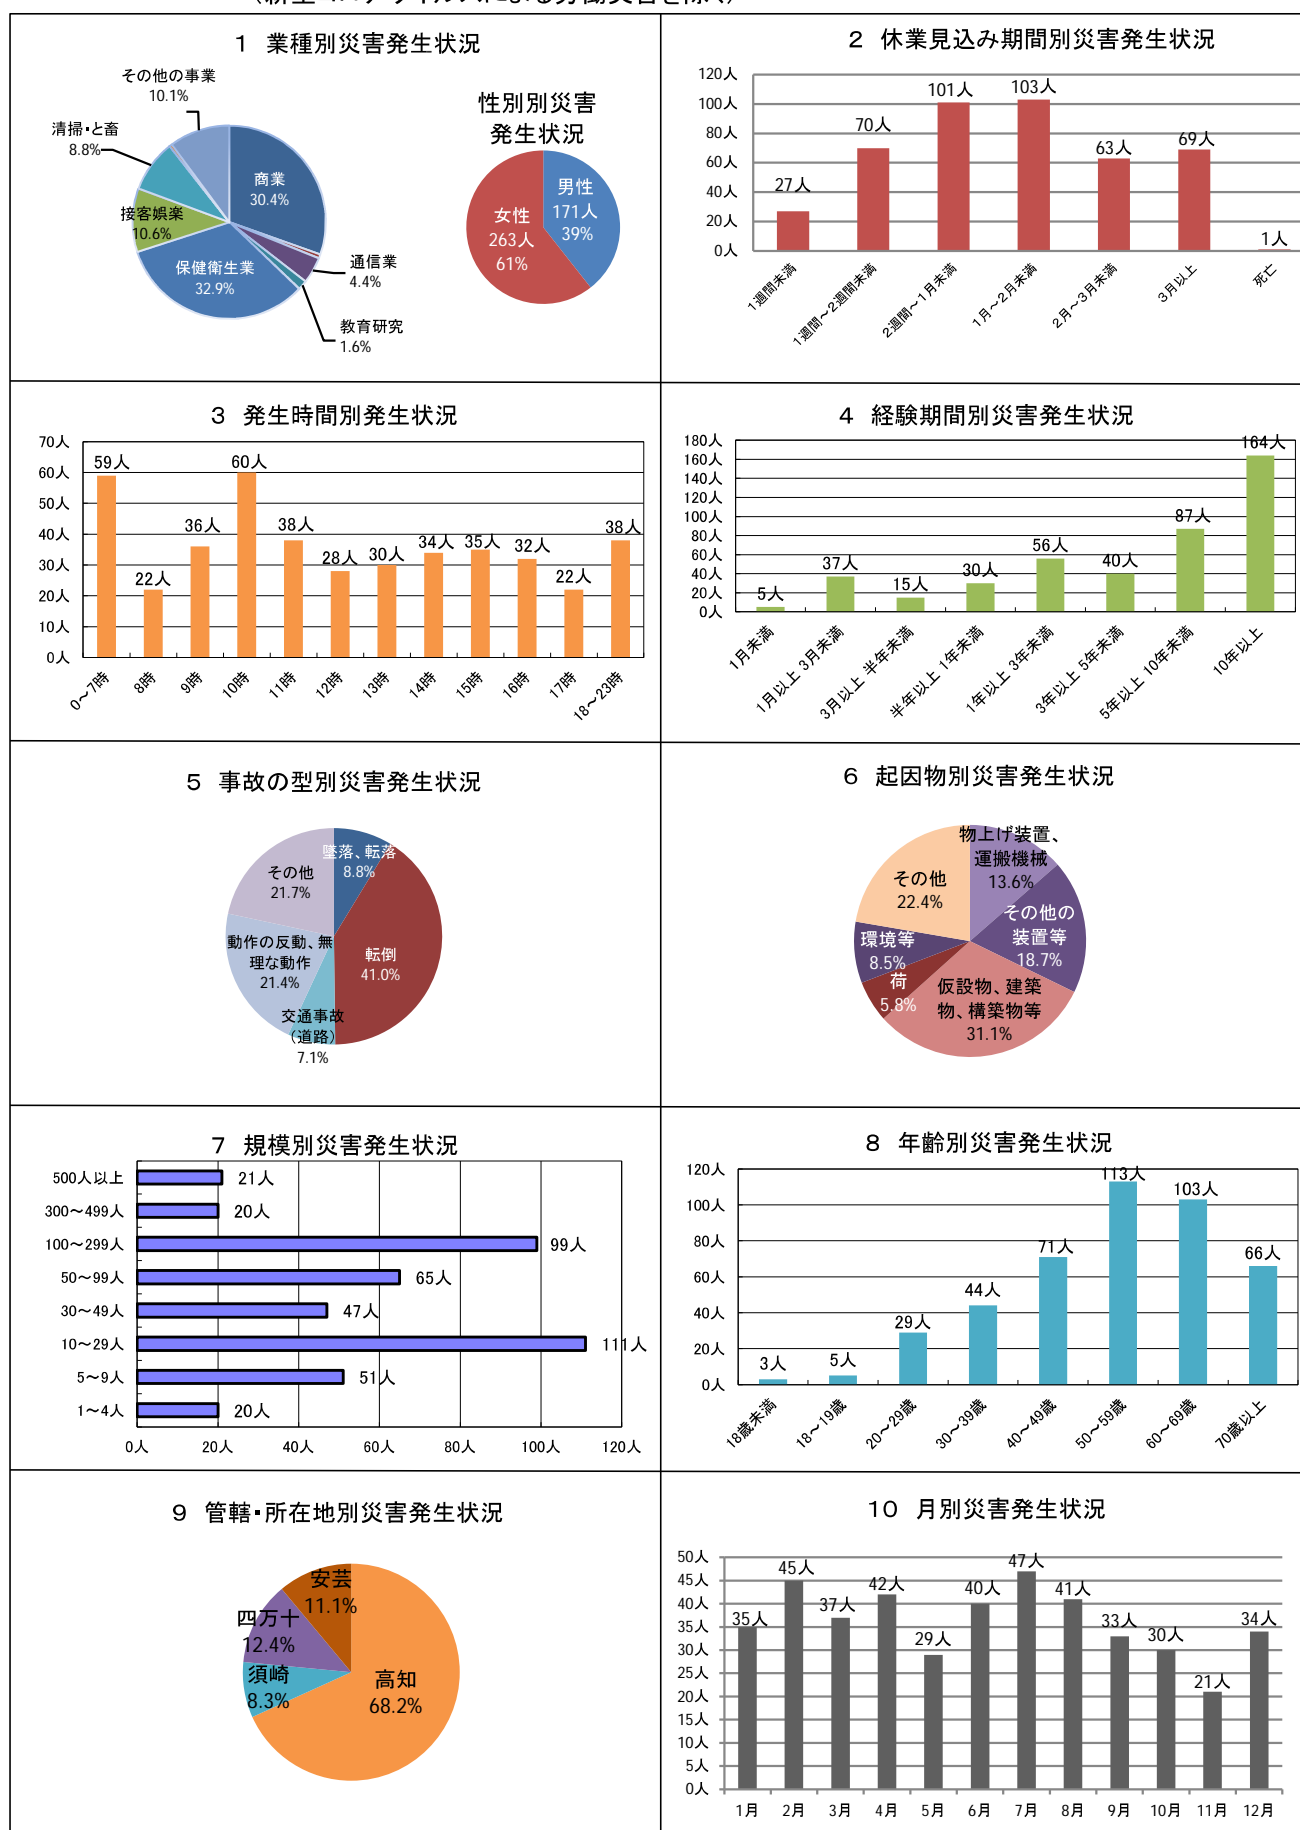 1 業種別災害発生状況
その他の事業
10.1%
清掃・と畜
8.8%
商業
30.4%
接客娯楽
10.6%
保健衛生業
32.9%
通信業
4.4%
教育研究
1.6%
性別別災害
発生状況
男性
171人
39%
女性
263人
61%
2 休業見込み期間別災害発生状況
120人
100人
80人
60人
40人
20人
0人
27人
70人
101人
103人
63人
69人
1人
1週間未満
1週間～2週間未満
2週間～1月未満
1月～2月未満
2月～3月未満
3月以上
死亡
3 発生時間別発生状況
70人
60人
50人
40人
30人
20人
10人
0人
59人
22人
36人
60人
38人
28人
30人
34人
35人
32人
22人
38人
0～7時
8時
9時
10時
11時
12時
13時
14時
15時
16時
17時
18～23時
4 経験期間別災害発生状況
180人
160人
140人
120人
100人
80人
60人
40人
20人
0人
5人
37人
15人
30人
56人
40人
87人
164人
1月未満
1月以上 3月未満
3月以上 半年未満
半年以上 1年未満
1年以上 3年未満
3年以上 5年未満
5年以上 10年未満
10年以上
5 事故の型別災害発生状況
墜落、転落
8.8%
その他
21.7%
転倒
41.0%
動作の反動、無
理な動作
21.4%
交通事故
（道路）
7.1%
6 起因物別災害発生状況
物上げ装置、
運搬機械
13.6%
その他
22.4%
その他の
装置等
18.7%
環境等
8.5%
荷
5.8%
仮設物、建築
物、構築物等
31.1%
7 規模別災害発生状況
500人以上
21人
300～499人
20人
100～299人
99人
50～99人
65人
30～49人
47人
10～29人
111人
5～9人
51人
1～4人
20人
0人
20人
40人
60人
80人
100人
120人
8 年齢別災害発生状況
120人
100人
80人
60人
40人
20人
0人
3人
5人
29人
44人
71人
113人
103人
66人
18歳未満
18～19歳
20～29歳
30～39歳
40～49歳
50～59歳
60～69歳
70歳以上
9 管轄・所在地別災害発生状況
安芸
11.1%
四万十
12.4%
須崎
8.3%
高知
68.2%
10 月別災害発生状況
50人
45人
40人
35人
30人
25人
20人
15人
10人
5人
0人
35人
45人
37人
42人
29人
40人
47人
41人
33人
30人
21人
34人
1月
2月
3月
4月
5月
6月
7月
8月
9月
10月
11月
12月